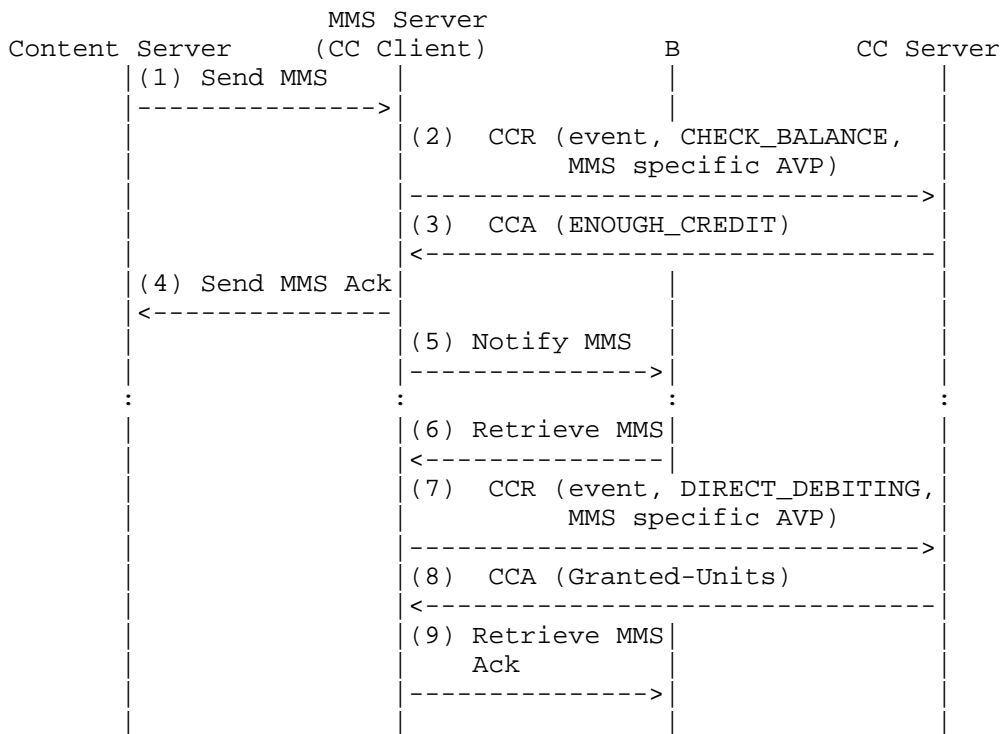 MMS Server
Content Server (CC Client) B CC Server
(1) Send MMS
(2) CCR (event, CHECK_BALANCE,
MMS specific AVP)
(3) CCA (ENOUGH_CREDIT)
(4) Send MMS Ack
(5) Notify MMS
: : : :
(6) Retrieve MMS
(7) CCR (event, DIRECT_DEBITING,
MMS specific AVP)
(8) CCA (Granted-Units)
(9) Retrieve MMS
Ack